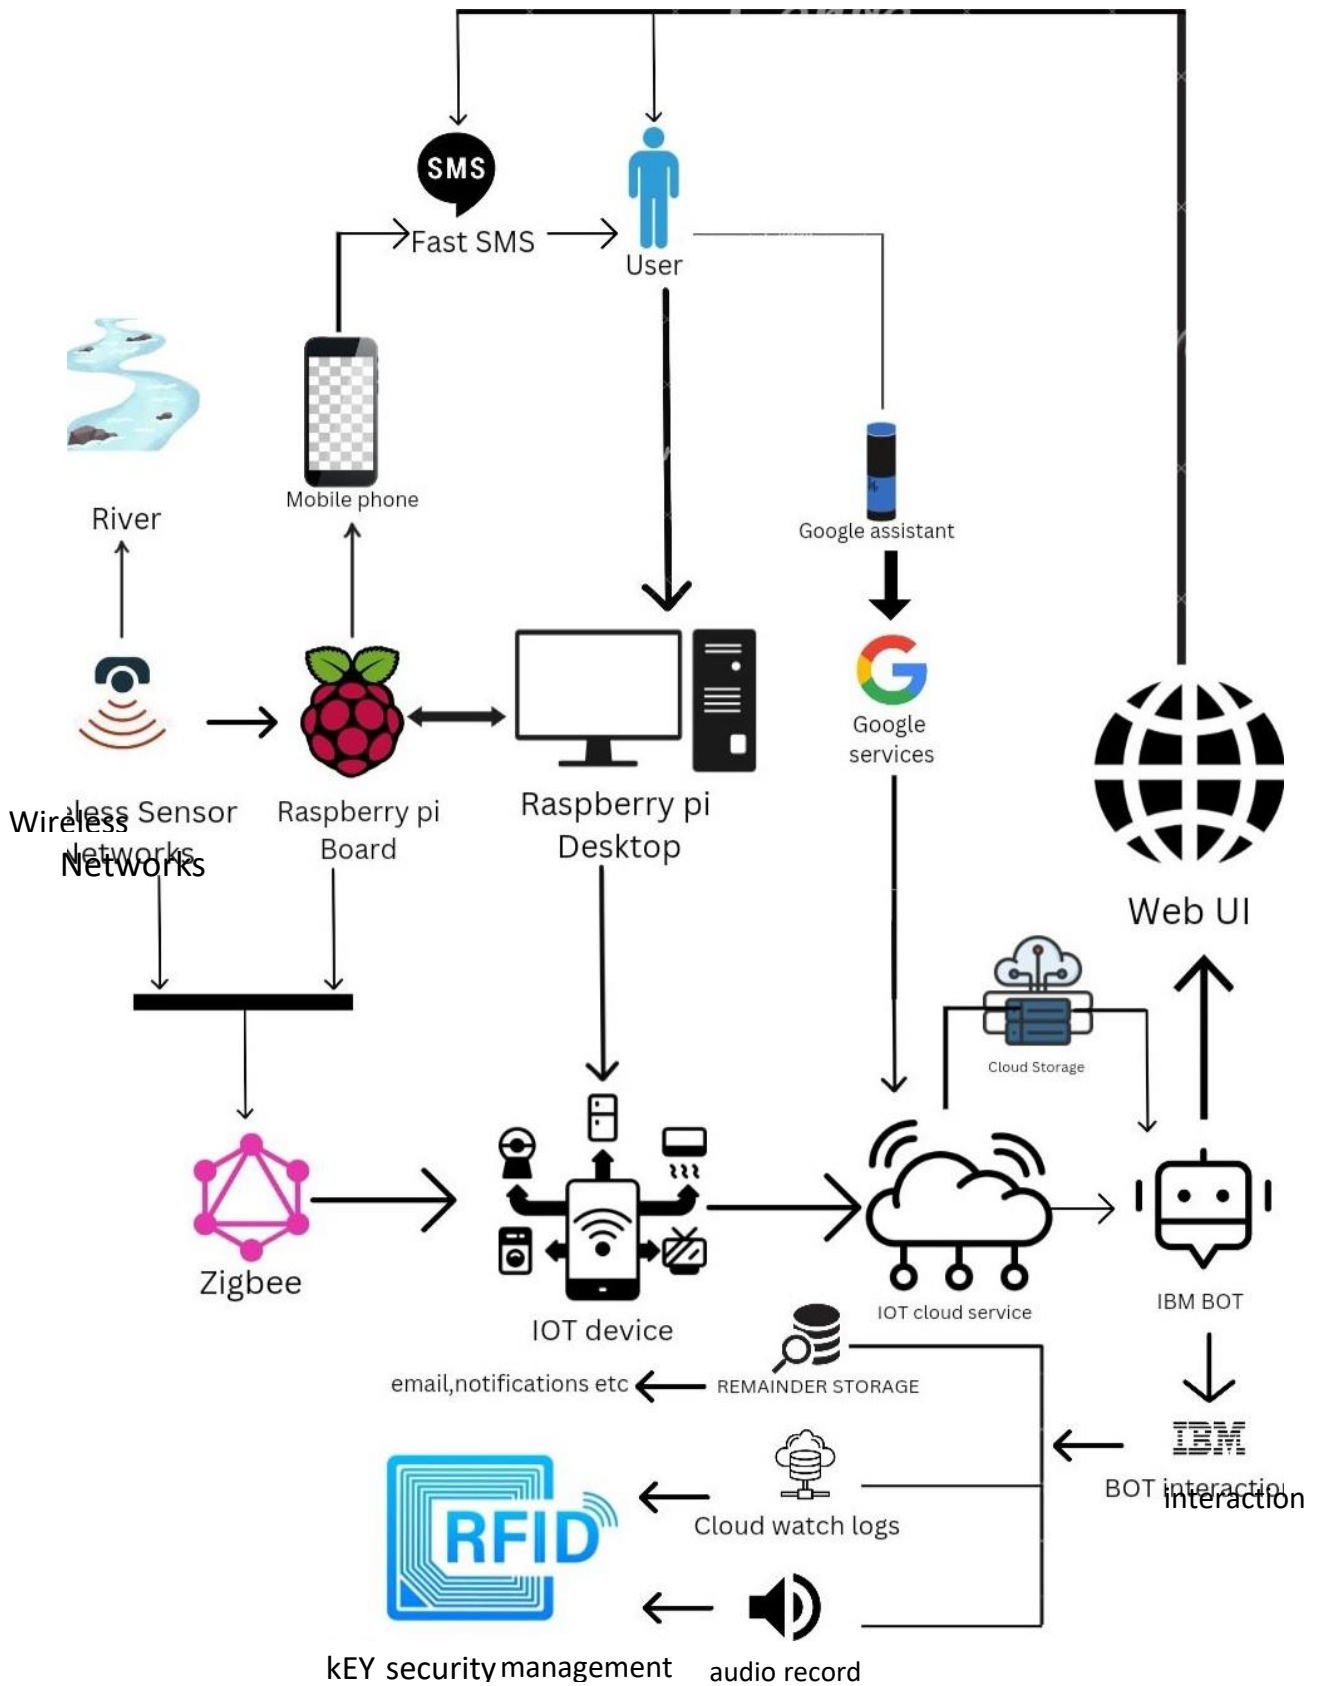 SMS
Fast SMS
User
Mobile phone
River
Google assistant
Google
services
Wireless Sensor
Networks
Raspberry pi
Board
Raspberry pi
Desktop
Web UI
Cloud Storage
Zigbee
IOT device
IOT cloud service
IBM BOT
email,notifications etc
REMAINDER STORAGE
IBM
BOT interaction
Cloud watch logs
RFID
kEY security management
audio record